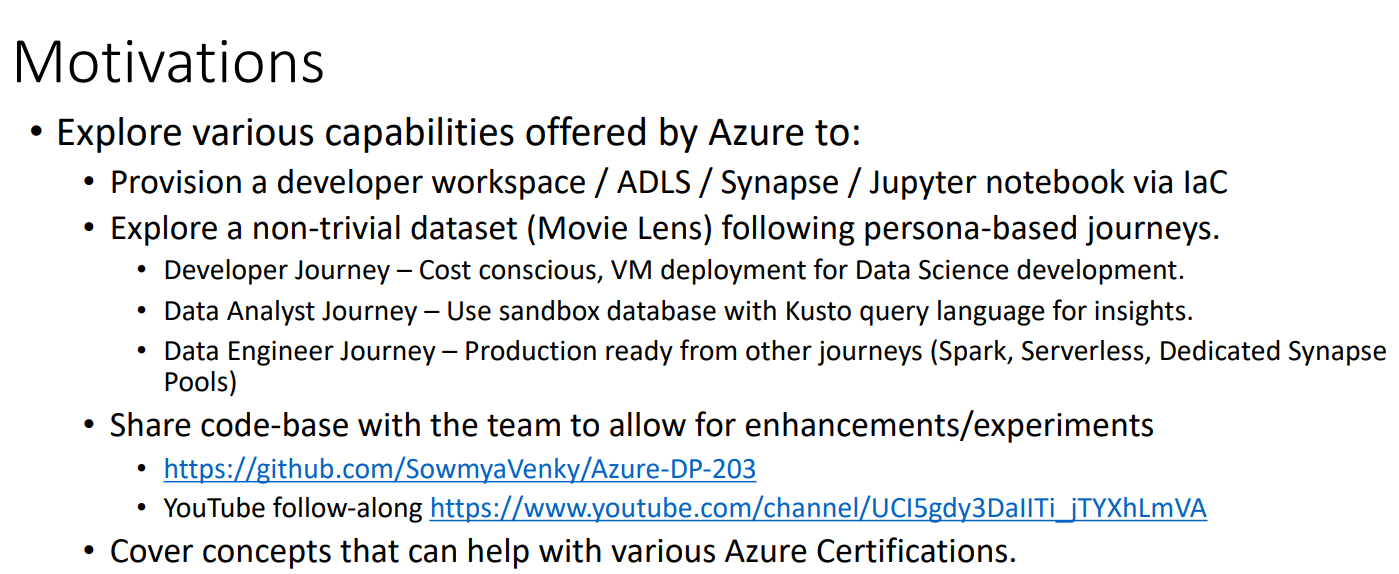 Motivations
• Explore various capabilities offered by Azure to:
• Provision a developer workspace / ADLS / Synapse / Jupyter notebook via IaC
• Explore a non-trivial dataset (Movie Lens) following persona-based journeys.
• Developer Journey – Cost conscious, VM deployment for Data Science development.
• Data Analyst Journey – Use sandbox database with Kusto query language for insights.
• Data Engineer Journey – Production ready from other journeys (Spark, Serverless, Dedicated Synapse
Pools)
• Share code-base with the team to allow for enhancements/experiments
• https://github.com/SowmyaVenky/Azure-DP-203
• YouTube follow-along https://www.youtube.com/channel/UCI5gdy3DaIITi_jTYXhLmVA
• Cover concepts that can help with various Azure Certifications.